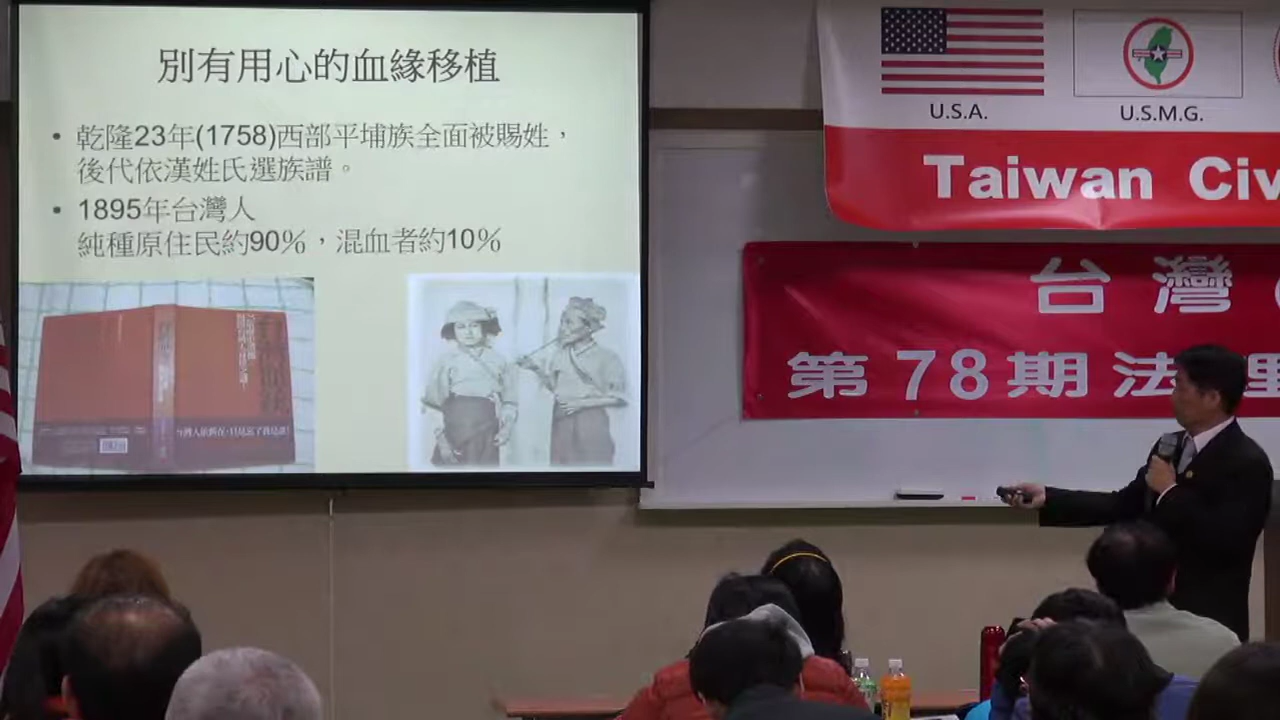 別有用心的血緣移植
• 乾隆23年(1758)西部平埔族全面被賜姓，
後代依漢姓氏選族譜。
• 1895年台灣人
純種原住民約90%，混血者約10%
U.S.A.
U.S.M.G.
Taiwan Civ
台灣
第78期法理